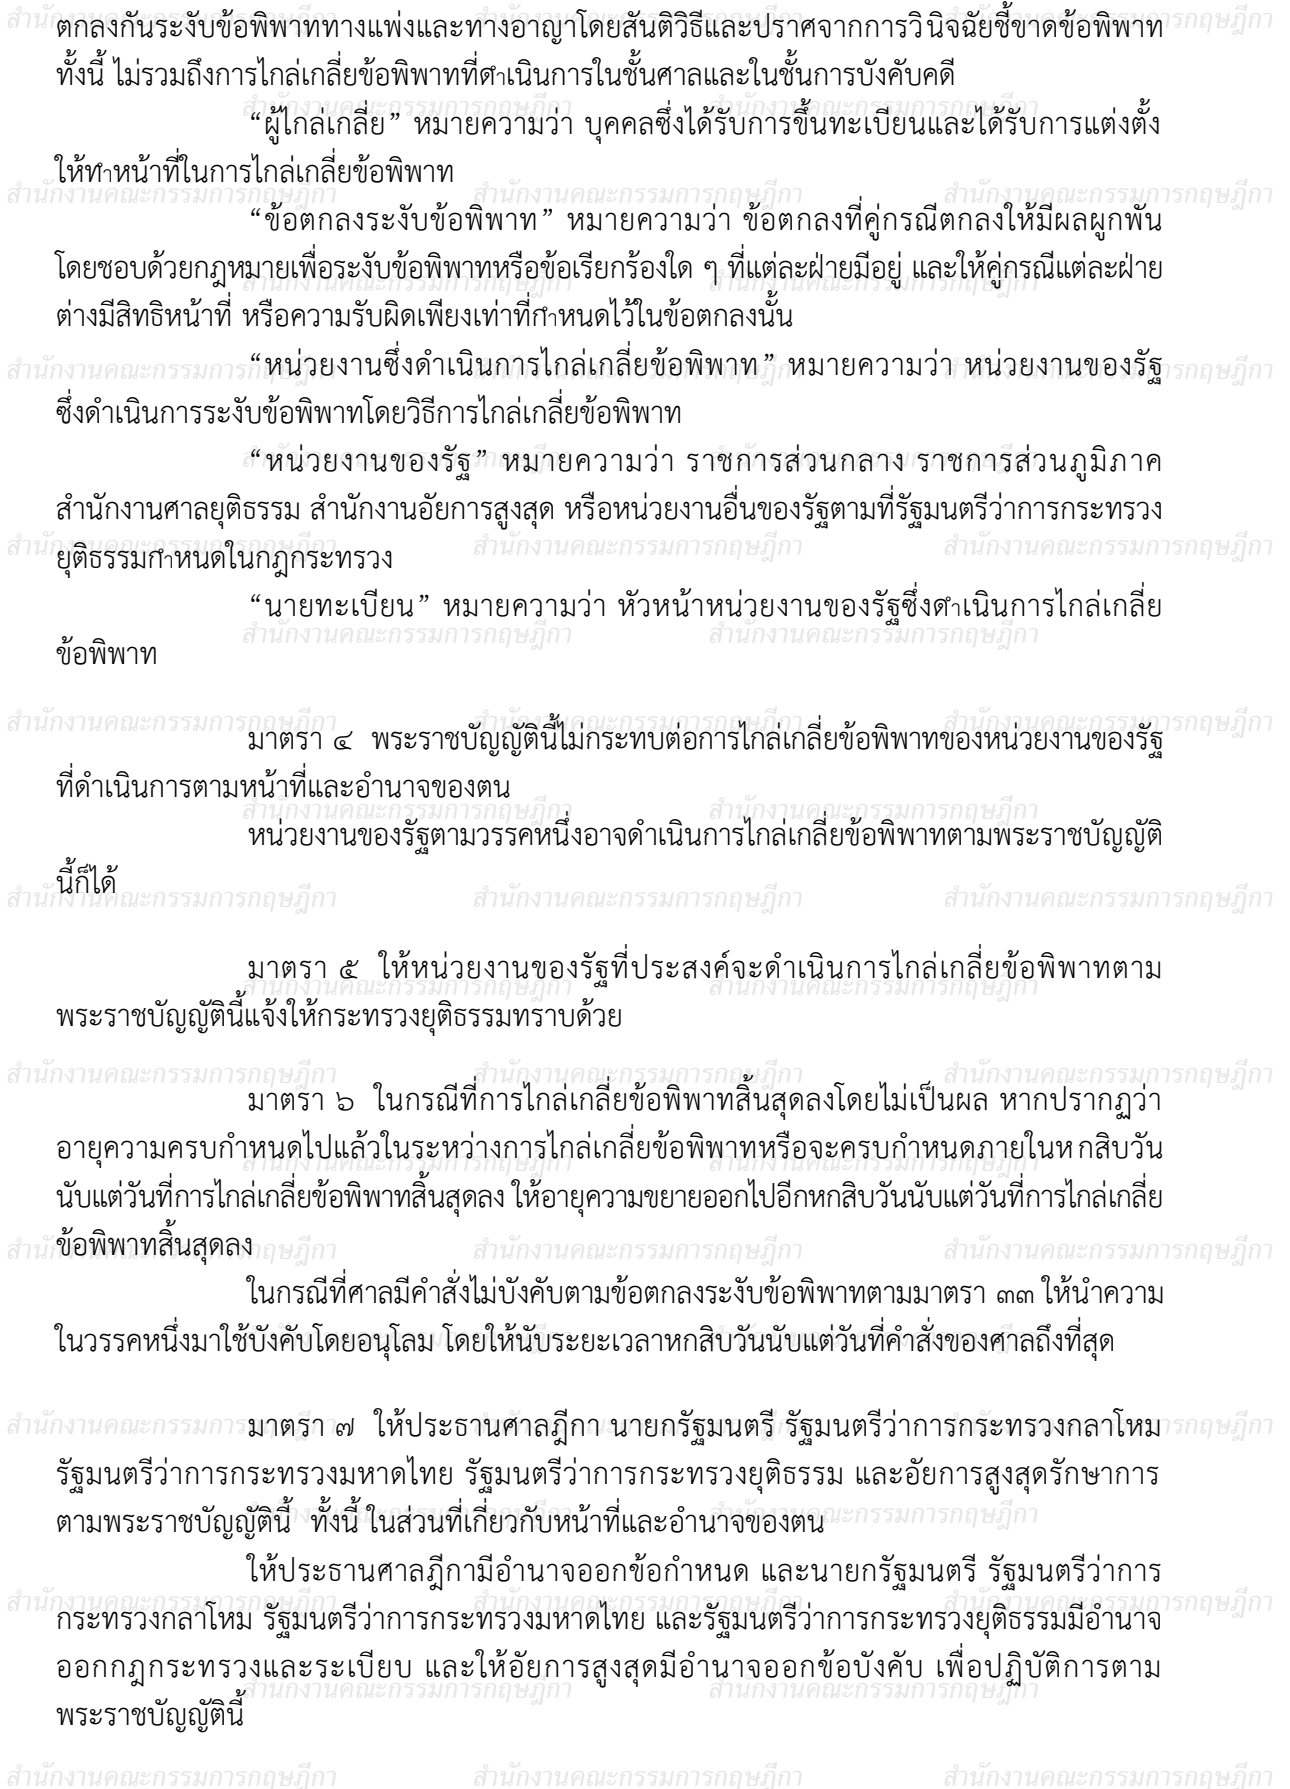 ตกลงกันระงับข้อพิพาททางแพ่งและทางอาญาโดยสันติวิธีและปราศจากการวินิจฉัยชี้ขาดข้อพิพาท
ทั้งนี้ ไม่รวมถึงการไกล่เกลี่ยข้อพิพาทที่ดำเนินการในชั้นศาลและในชั้นการบังคับคดี
“ผู้ไกล่เกลี่ย” หมายความว่า บุคคลซึ่งได้รับการขึ้นทะเบียนและได้รับการแต่งตั้ง
ให้ทำหน้าที่ในการไกล่เกลี่ยข้อพิพาท
“ข้อตกลงระงับข้อพิพาท” หมายความว่า ข้อตกลงที่คู่กรณีตกลงให้มีผลผูกพัน
โดยชอบด้วยกฎหมายเพื่อระงับข้อพิพาทหรือข้อเรียกร้องใด ๆ ที่แต่ละฝ่ายมีอยู่ และให้คู่กรณีแต่ละฝ่าย
ต่างมีสิทธิหน้าที่ หรือความรับผิดเพียงเท่าที่กำหนดไว้ในข้อตกลงนั้น
“หน่วยงานซึ่งดำเนินการไกล่เกลี่ยข้อพิพาท” หมายความว่า หน่วยงานของรัฐ
ซึ่งดำเนินการระงับข้อพิพาทโดยวิธีการไกล่เกลี่ยข้อพิพาท
“หน่วยงานของรัฐ” หมายความว่า ราชการส่วนกลาง ราชการส่วนภูมิภาค
สำนักงานศาลยุติธรรม สำนักงานอัยการสูงสุด หรือหน่วยงานอื่นของรัฐตามที่รัฐมนตรีว่าการกระทรวง
ยุติธรรมกำหนดในกฎกระทรวง
“นายทะเบียน” หมายความว่า หัวหน้าหน่วยงานของรัฐซึ่งดำเนินการไกล่เกลี่ย
ข้อพิพาท
มาตรา ๔ พระราชบัญญัตินี้ไม่กระทบต่อการไกล่เกลี่ยข้อพิพาทของหน่วยงานของรัฐ
ที่ดำเนินการตามหน้าที่และอำนาจของตน
หน่วยงานของรัฐตามวรรคหนึ่งอาจดำเนินการไกล่เกลี่ยข้อพิพาทตามพระราชบัญญัติ
นี้ก็ได้
มาตรา ๕ ให้หน่วยงานของรัฐที่ประสงค์จะดำเนินการไกล่เกลี่ยข้อพิพาทตาม
พระราชบัญญัตินี้แจ้งให้กระทรวงยุติธรรมทราบด้วย
มาตรา ๖ ในกรณีที่การไกล่เกลี่ยข้อพิพาทสิ้นสุดลงโดยไม่เป็นผล หากปรากฏว่า
อายุความครบกำหนดไปแล้วในระหว่างการไกล่เกลี่ยข้อพิพาทหรือจะครบกำหนดภายในหกสิบวัน
นับแต่วันที่การไกล่เกลี่ยข้อพิพาทสิ้นสุดลง ให้อายุความขยายออกไปอีกหกสิบวันนับแต่วันที่การไกล่เกลี่ย
ข้อพิพาทสิ้นสุดลง
ในกรณีที่ศาลมีคำสั่งไม่บังคับตามข้อตกลงระงับข้อพิพาทตามมาตรา ๓๓ ให้นำความ
ในวรรคหนึ่งมาใช้บังคับโดยอนุโลม โดยให้นับระยะเวลาหกสิบวันนับแต่วันที่คำสั่งของศาลถึงที่สุด
มาตรา ๗ ให้ประธานศาลฎีกา นายกรัฐมนตรี รัฐมนตรีว่าการกระทรวงกลาโหม
รัฐมนตรีว่าการกระทรวงมหาดไทย รัฐมนตรีว่าการกระทรวงยุติธรรม และอัยการสูงสุดรักษาการ
ตามพระราชบัญญัตินี้ ทั้งนี้ ในส่วนที่เกี่ยวกับหน้าที่และอำนาจของตน
ให้ประธานศาลฎีกามีอำนาจออกข้อกำหนด และนายกรัฐมนตรี รัฐมนตรีว่าการ
กระทรวงกลาโหม รัฐมนตรีว่าการกระทรวงมหาดไทย และรัฐมนตรีว่าการกระทรวงยุติธรรมมีอำนาจ
ออกกฎกระทรวงและระเบียบ และให้อัยการสูงสุดมีอำนาจออกข้อบังคับ เพื่อปฏิบัติการตาม
พระราชบัญญัตินี้
สำนักงานคณะกรรมการกฤษฎีกา สำนักงานคณะกรรมการกฤษฎีกา สำนักงานคณะกรรมการกฤษฎีกา